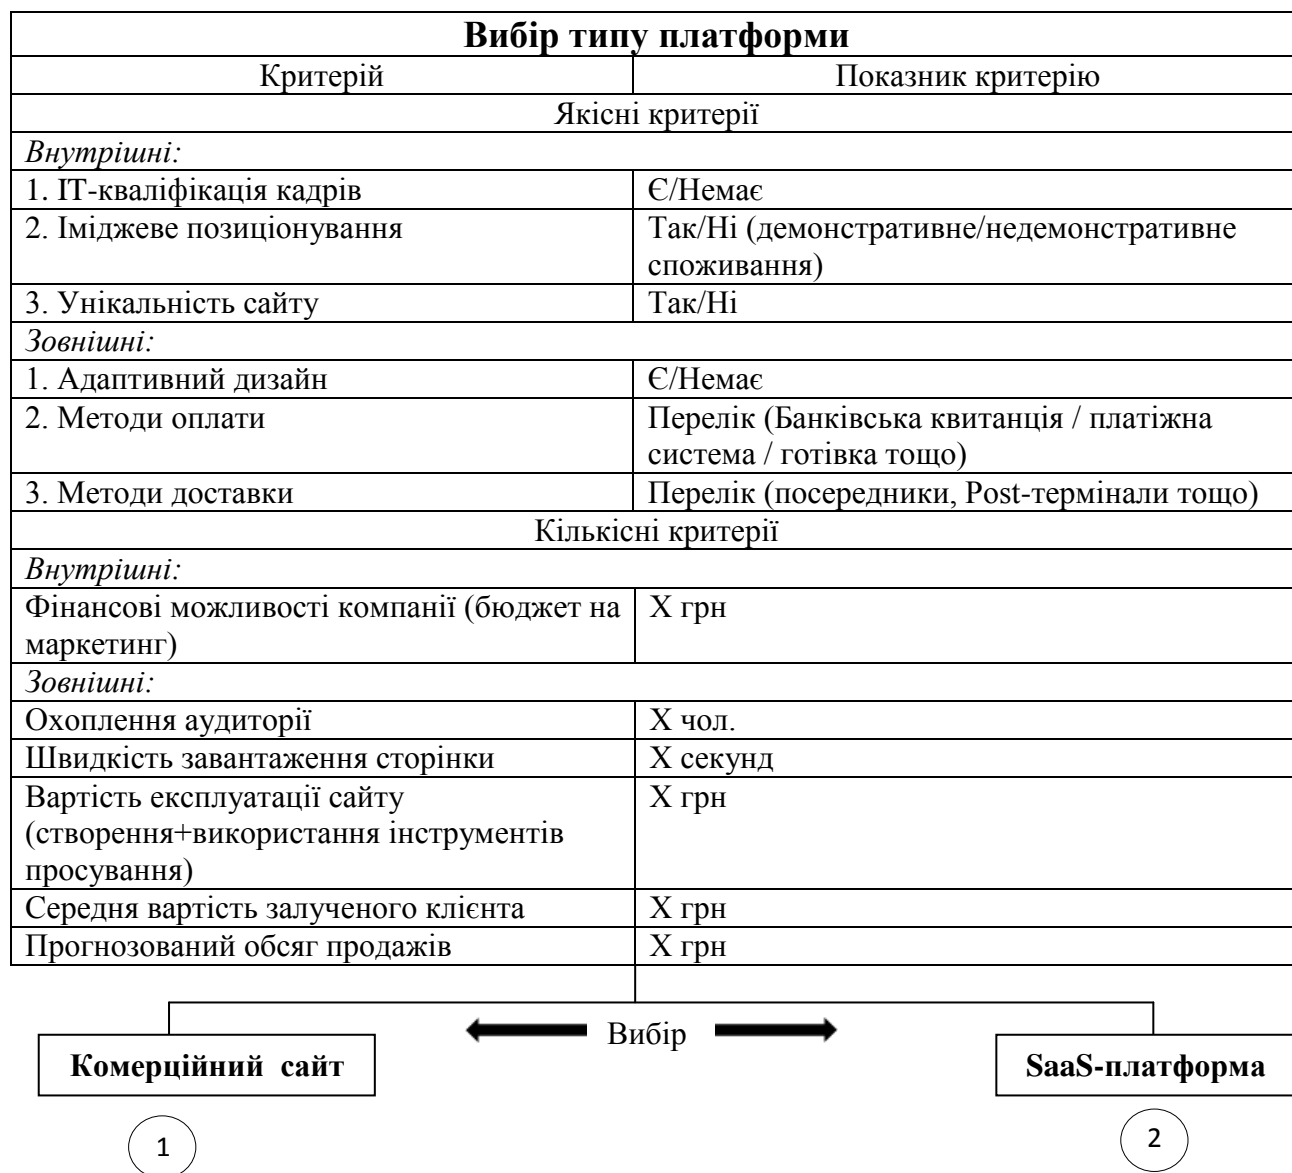 Вибір типу платформи
Критерій Показник критерію
Якісні критерії
Внутрішні:
1. ІТ-кваліфікація кадрів Є/Немає
2. Іміджеве позиціонування Так/Ні (демонстративне/недемонстративне
споживання)
3. Унікальність сайту Так/Ні
Зовнішні:
1. Адаптивний дизайн Є/Немає
2. Методи оплати Перелік (Банківська квитанція / платіжна
система / готівка тощо)
3. Методи доставки Перелік (посередники, Post-термінали тощо)
Кількісні критерії
Внутрішні:
Фінансові можливості компанії (бюджет на Х грн
маркетинг)
Зовнішні:
Охоплення аудиторії Х чол.
Швидкість завантаження сторінки Х секунд
Вартість експлуатації сайту Х грн
(створення+використання інструментів
просування)
Середня вартість залученого клієнта Х грн
Прогнозований обсяг продажів Х грн
Вибір
Комерційний сайт SaaS-платформа
1 2